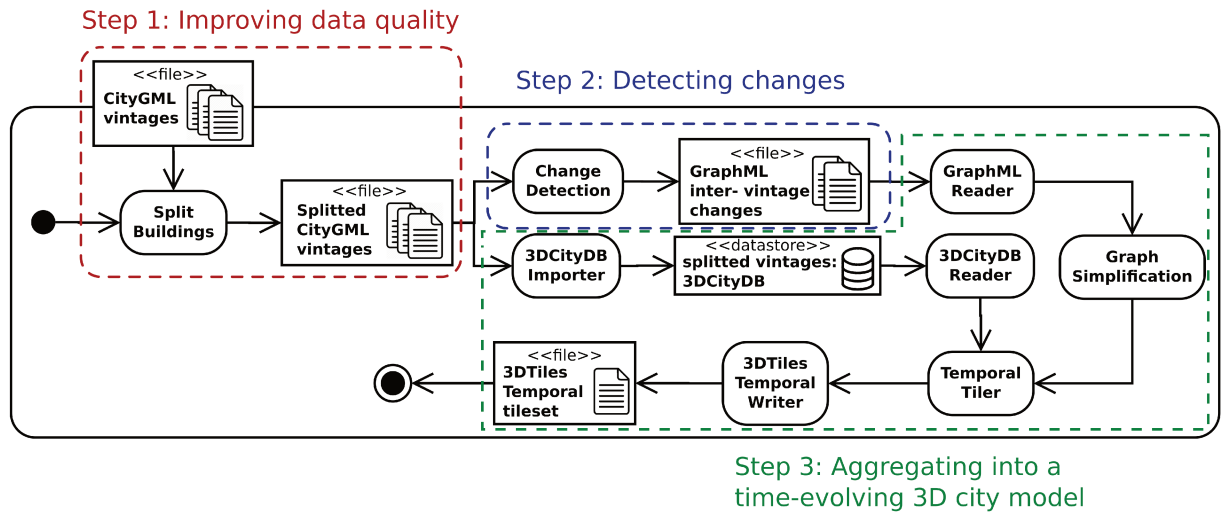 Step 1: Improving data quality
<<file>>
CityGML
vintages
Step 2: Detecting changes
Split
Buildings
<<file>>
Splitted
CityGML
vintages
Change
Detection
<<file>>
GraphML
inter- vintage
changes
GraphML
Reader
3DCityDB
Importer
<<datastore>>
splitted vintages:
3DCityDB
3DCityDB
Reader
Graph
Simplification
<<file>>
3DTiles
Temporal
tileset
3DTiles
Temporal
Writer
Temporal
Tiler
Step 3: Aggregating into a
time-evolving 3D city model